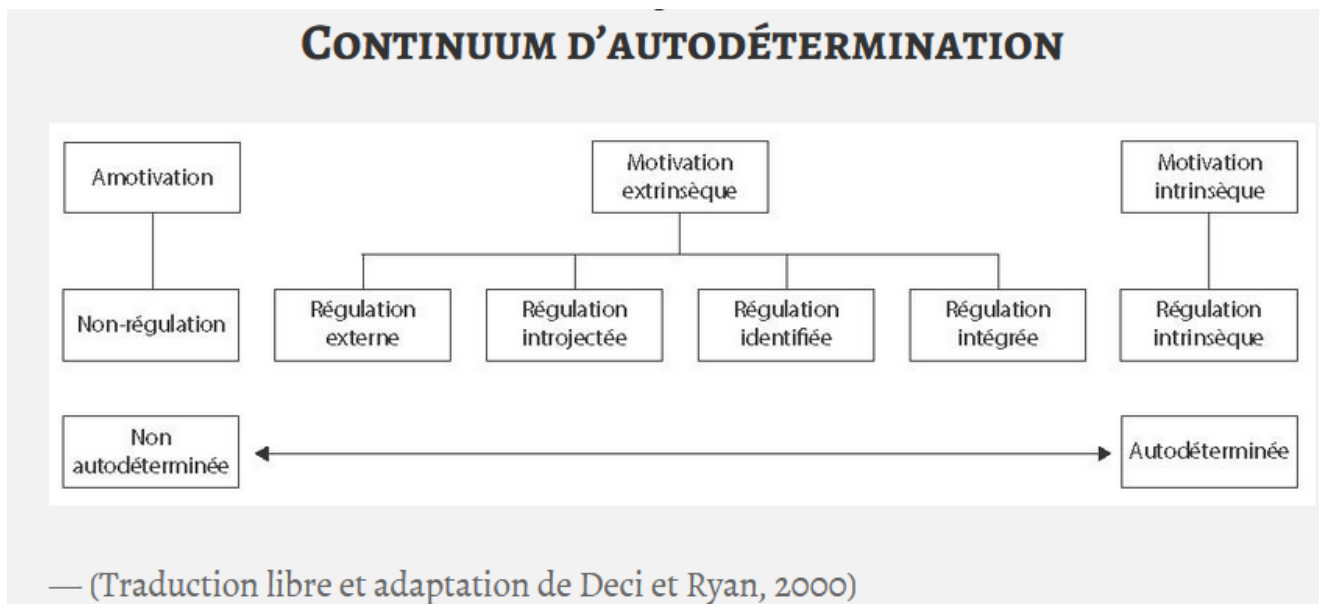 CONTINUUM D'AUTODÉTERMINATION
Amotivation
Motivation
extrinsèque
Motivation
intrinsèque
Non-régulation
Régulation
externe
Régulation
introjectée
Régulation
identifiée
Régulation
intégrée
Régulation
intrinsèque
Non
autodéterminée
Autodéterminée
— (Traduction libre et adaptation de Deci et Ryan, 2000)